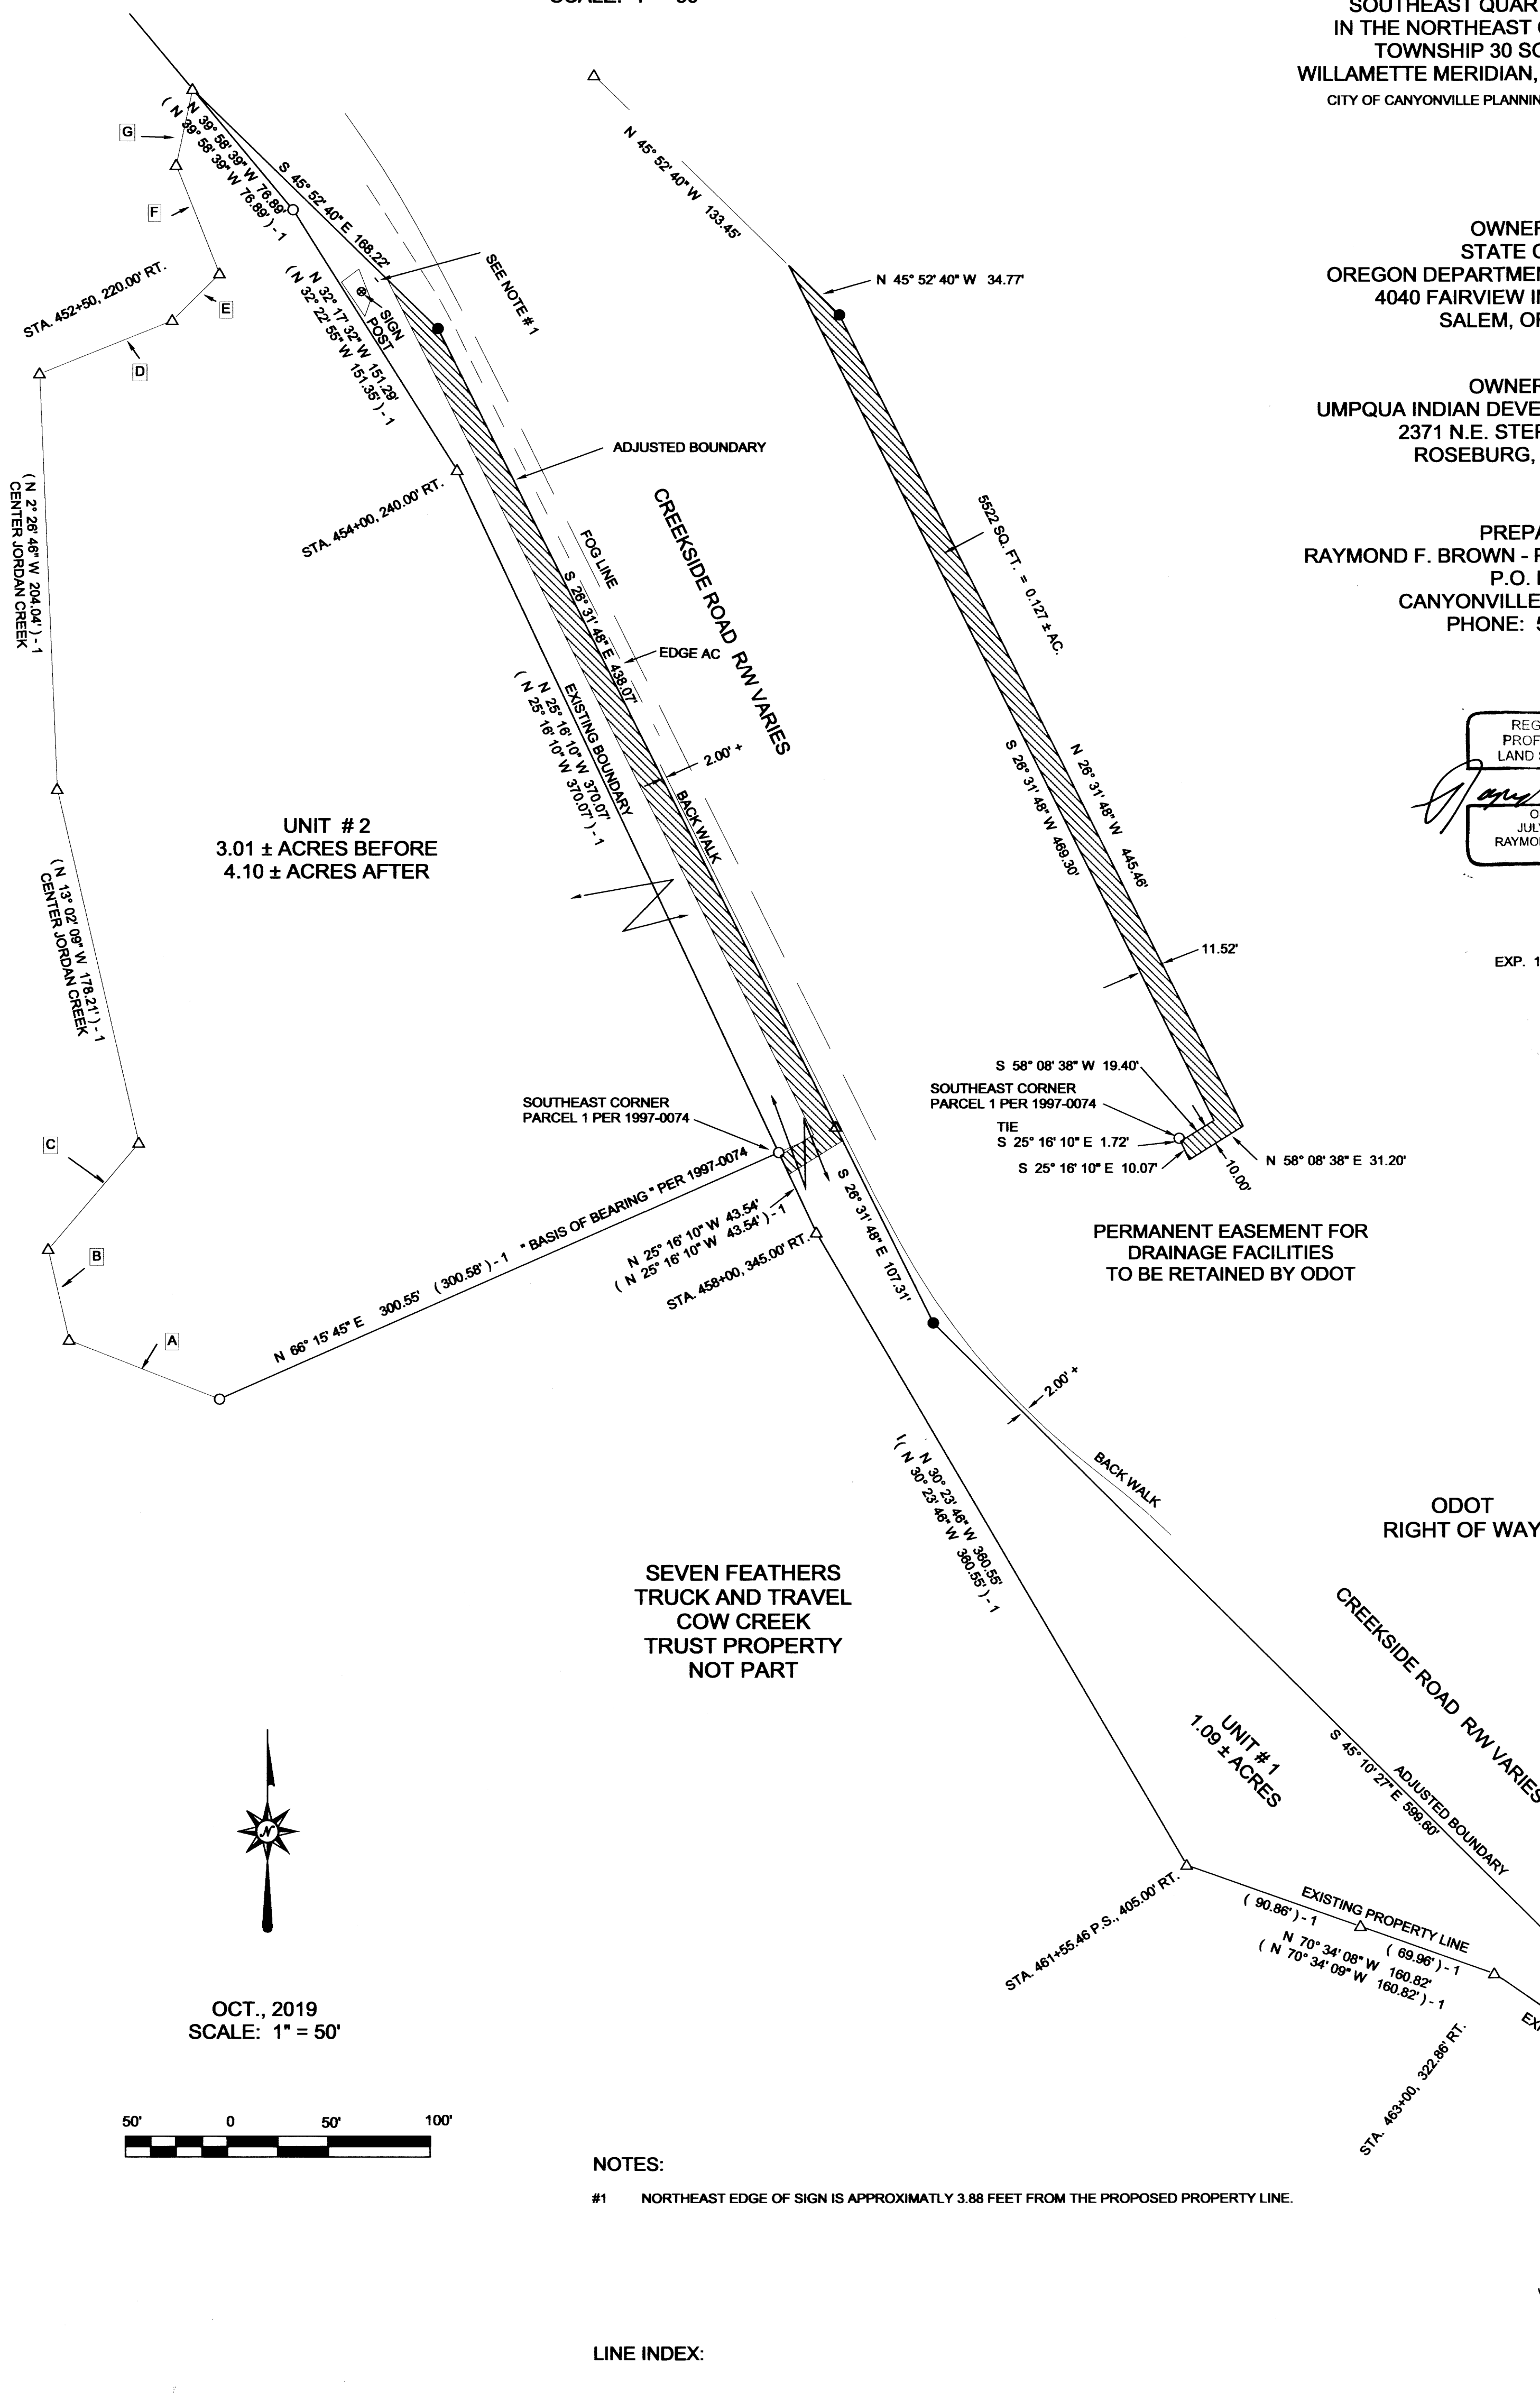 SOUTHEAST QUAR
IN THE NORTHEAST
TOWNSHIP 30 SO
WILLAMETTE MERIDIAN,
CITY OF CANYONVILLE PLANNIN
OWNER
STATE O
OREGON DEPARTMEN
4040 FAIRVIEW IN
SALEM, OR
OWNER
UMPQUA INDIAN DEVE
2371 N.E. STEP
ROSEBURG,
PREPA
RAYMOND F. BROWN - P
P.O.
CANYONVILLE
PHONE: 5
REG
PROF
LAND
O
JULY
RAYMON
EXP. 1
G
F
E
D
C
B
A
N 39° 58' 39" W 76.89'
( N 39° 58' 39" W 76.89' ) - 1
S 45° 52' 40" E 168.22'
STA. 452+50, 220.00' RT.
N 32° 17' 32" W 151.29'
( N 32° 22' 55" W 151.35' ) - 1
SIGN
POST
SEE NOTE # 1
N 45° 52' 40" W 133.45'
N 45° 52' 40" W 34.77'
ADJUSTED BOUNDARY
STA. 454+00, 240.00' RT.
( N 2° 26' 46" W 204.04' ) - 1
CENTER JORDAN CREEK
FOG LINE
CREEKSIDE ROAD R/W VARIES
5522 SQ. FT. = 0.127 ± AC.
S 26° 31' 48" E 438.07'
EDGE AC
EXISTING BOUNDARY
N 25° 16' 10" W 370.07'
( N 25° 16' 10" W 370.07' ) - 1
2.00' +
BACK WALK
N 26° 31' 48" W 445.46'
S 26° 31' 48" W 469.30'
UNIT # 2
3.01 ± ACRES BEFORE
4.10 ± ACRES AFTER
( N 13° 02' 09" W 178.21' ) - 1
CENTER JORDAN CREEK
11.52'
S 58° 08' 38" W 19.40'
SOUTHEAST CORNER
PARCEL 1 PER 1997-0074
TIE
S 25° 16' 10" E 1.72'
S 25° 16' 10" E 10.07'
N 58° 08' 38" E 31.20'
10.00'
SOUTHEAST CORNER
PARCEL 1 PER 1997-0074
N 66° 15' 45" E 300.55' ( 300.58' ) - 1 " BASIS OF BEARING " PER 1997-0074
N 25° 16' 10" W 43.54'
( N 25° 16' 10" W 43.54' ) - 1
STA. 458+00, 345.00' RT.
S 26° 31' 48" E 107.31'
PERMANENT EASEMENT FOR
DRAINAGE FACILITIES
TO BE RETAINED BY ODOT
2.00' +
BACK WALK
N 30° 23' 46" W 360.55'
( N 30° 23' 46" W 360.55' ) - 1
ODOT
RIGHT OF WAY
SEVEN FEATHERS
TRUCK AND TRAVEL
COW CREEK
TRUST PROPERTY
NOT PART
CREEKSIDE ROAD R/W VARIES
UNIT # 1
1.09 ± ACRES
ADJUSTED BOUNDARY
S 45° 10' 27" E 599.60'
STA. 461+55.46 P.S., 405.00' RT.
EXISTING PROPERTY LINE
( 90.86' ) - 1
( 69.96' ) - 1
N 70° 34' 08" W 160.82'
( N 70° 34' 09" W 160.82' ) - 1
STA. 463+00, 322.86' RT.
N
OCT., 2019
SCALE: 1" = 50'
50' 0 50' 100'
NOTES:
#1 NORTHEAST EDGE OF SIGN IS APPROXIMATLY 3.88 FEET FROM THE PROPOSED PROPERTY LINE.
LINE INDEX: